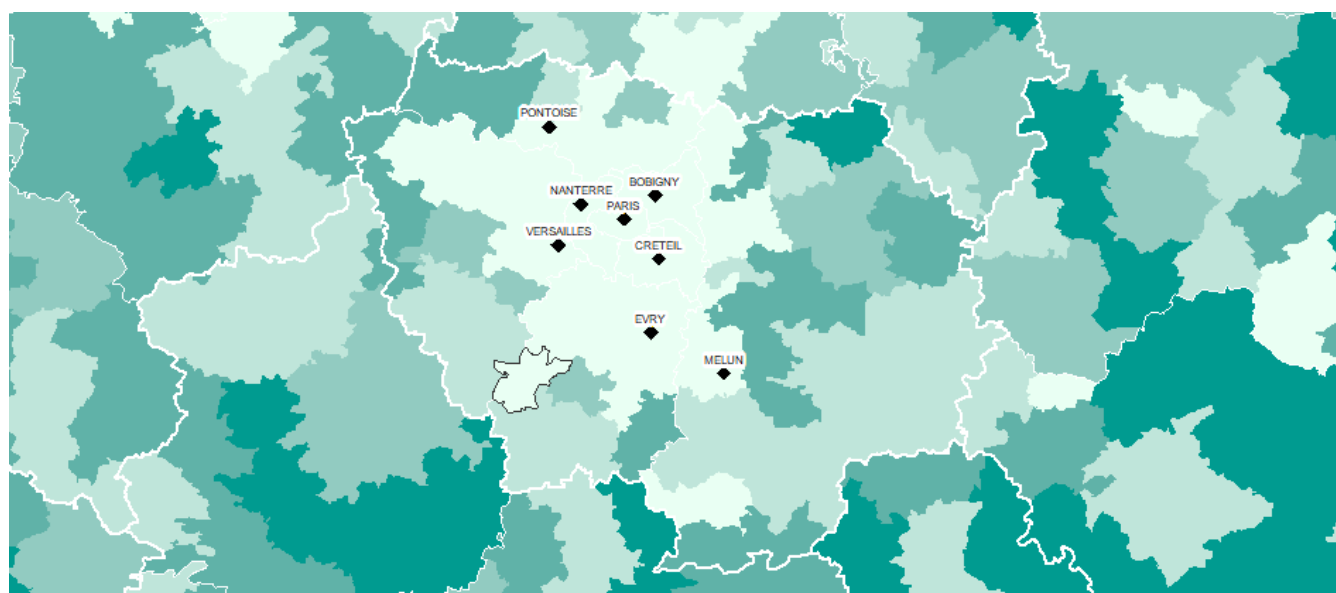 PONTOISE
NANTERRE
BOBIGNY
PARIS
VERSAILLES
CRETEIL
EVRY
MELUN